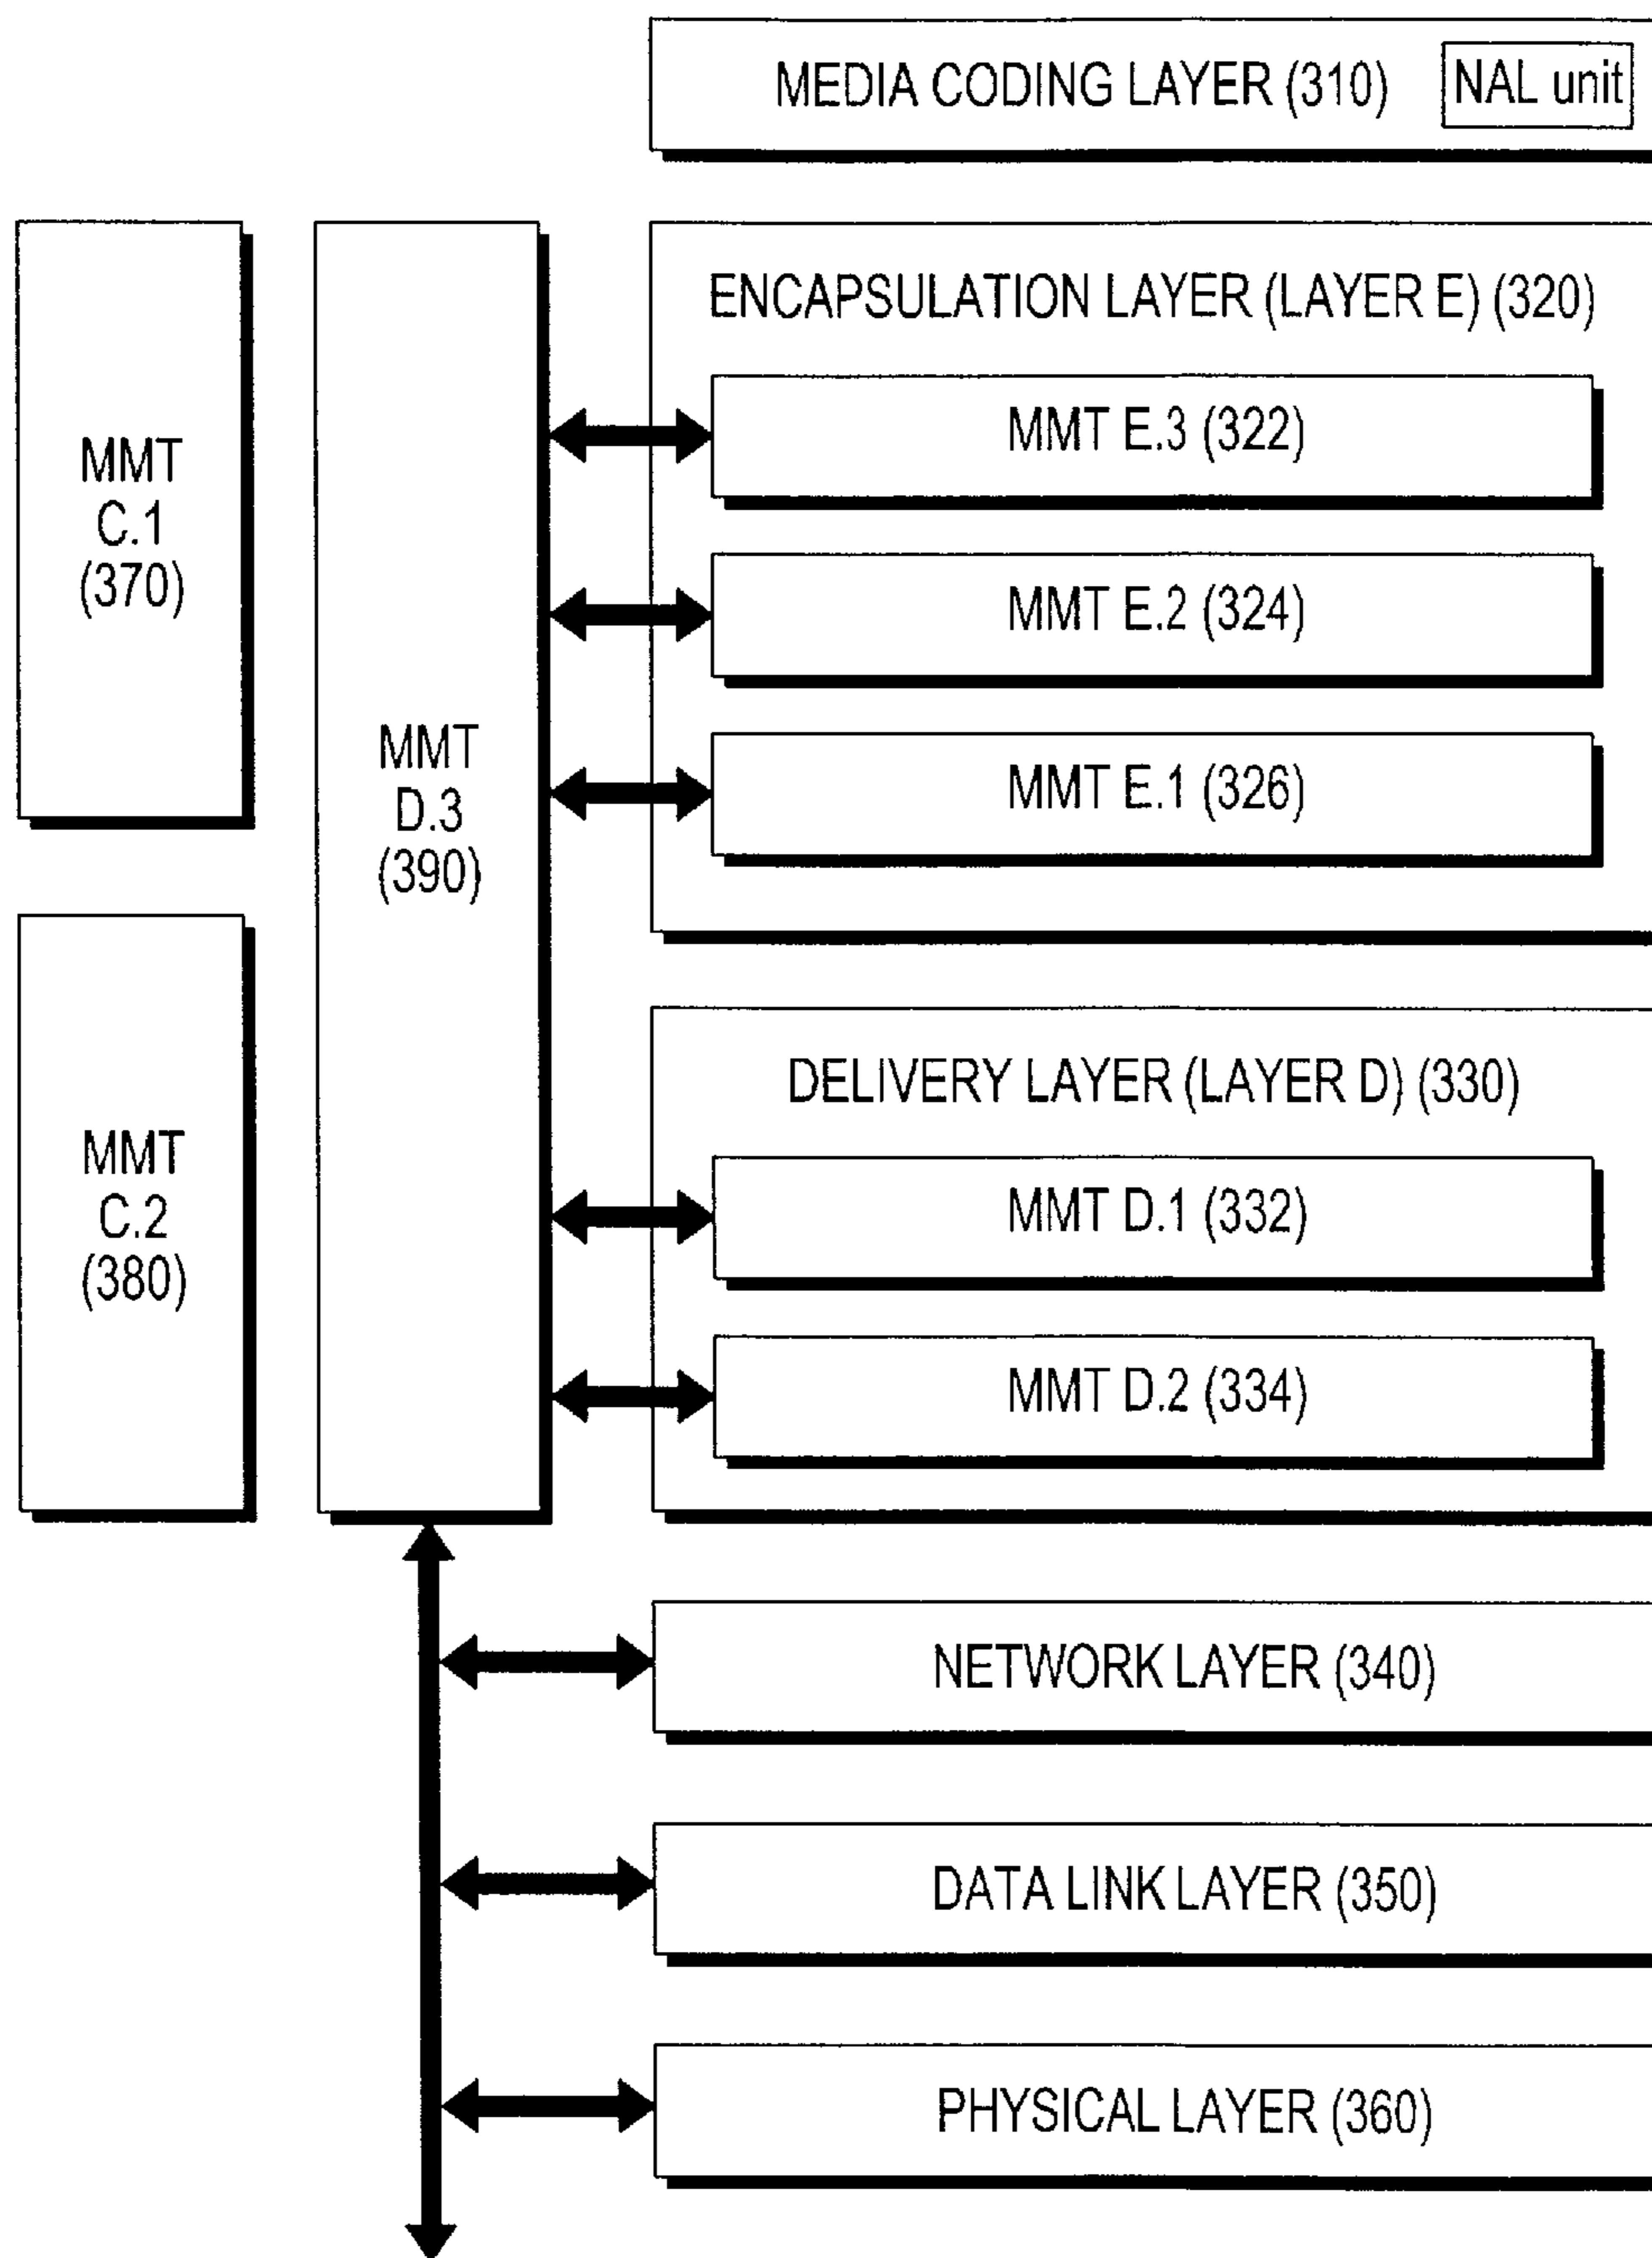 MEDIA CODING LAYER (310)
NAL unit
MMT
C.1
(370)
MMT
D.3
(390)
ENCAPSULATION LAYER (LAYER E) (320)
MMT E.3 (322)
MMT E.2 (324)
MMT E.1 (326)
MMT
C.2
(380)
DELIVERY LAYER (LAYER D) (330)
MMT D.1 (332)
MMT D.2 (334)
NETWORK LAYER (340)
DATA LINK LAYER (350)
PHYSICAL LAYER (360)